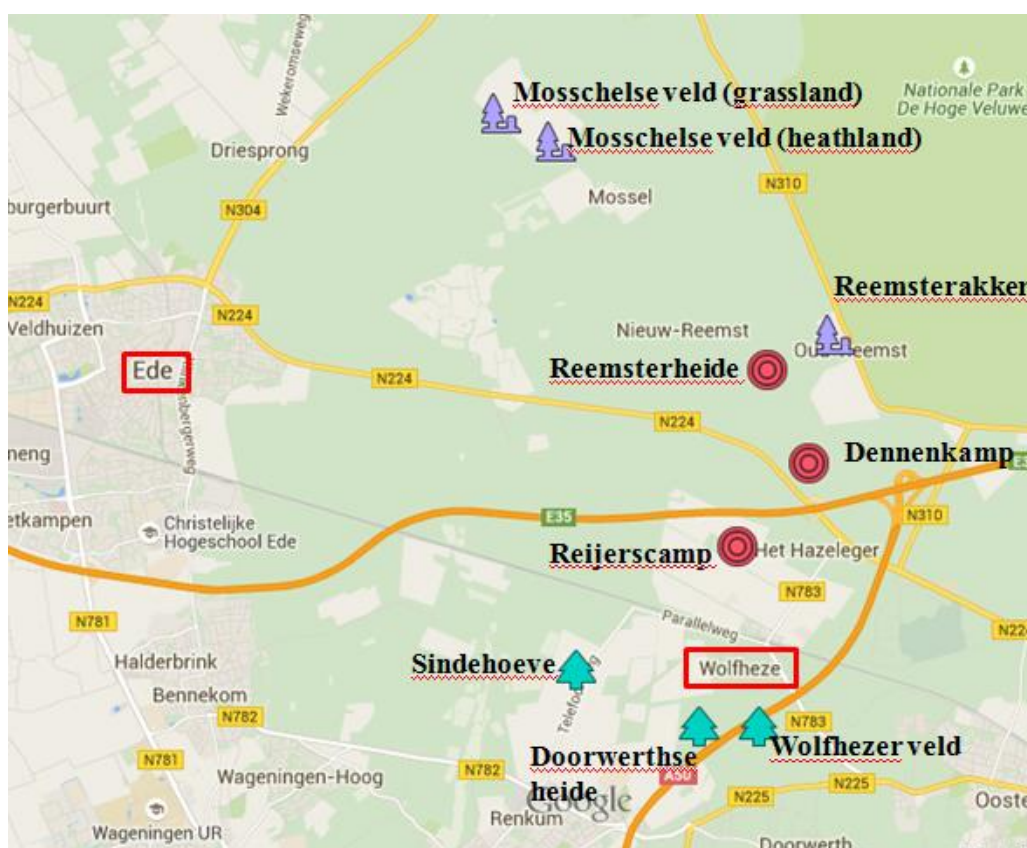 Wekeromseweg
Mosschelse veld (grassland)
Nationale Park
De Hoge Veluwe
Mosschelse veld (heathland)
Driesprong
N310
Mossel
burgerbuurt
N304
Reemsterakker
N224
N224
Veldhuizen
Nieuw-Reemst
Oud-Reemst
Ede
Reemsterheide
N224
N224
Dennenkamp
neng
E35
N310
etkampen
Christelijke
Hogeschool Ede
Reijerscamp
Het Hazeleger
N783
N781
Parallelweg
N22
Halderbrink
Sindehoeve
Wolfheze
Bennekom
N782
N783
Doorwerthse
heide
Wolfhezer veld
N781
Wageningen-Hoog
N782
A50
Google
N225
N225
Ooste
Wageningen UR
Renkum
Doorwerth